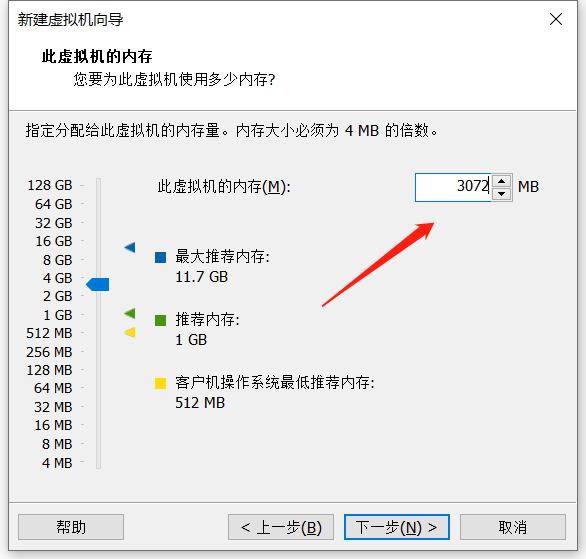 新建虚拟机向导
此虚拟机的内存
您要为此虚拟机使用多少内存?
指定分配给此虚拟机的内存量。内存大小必须为 4 MB 的倍数。
128 GB
64 GB
32 GB
16 GB
8 GB
4 GB
2 GB
1 GB
512 MB
256 MB
128 MB
64 MB
32 MB
16 MB
8 MB
4 MB
此虚拟机的内存(M):
3072 MB
最大推荐内存:
11.7 GB
推荐内存:
1 GB
客户机操作系统最低推荐内存:
512 MB
帮助
< 上一步(B)
下一步(N) >
取消